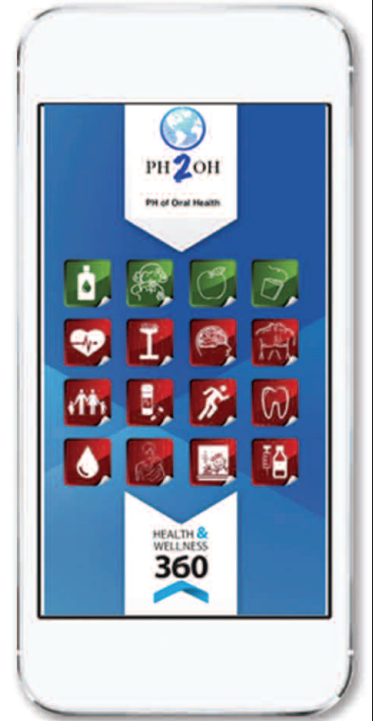 PH2OH
PH of Oral Health
HEALTH &
WELLNESS
360